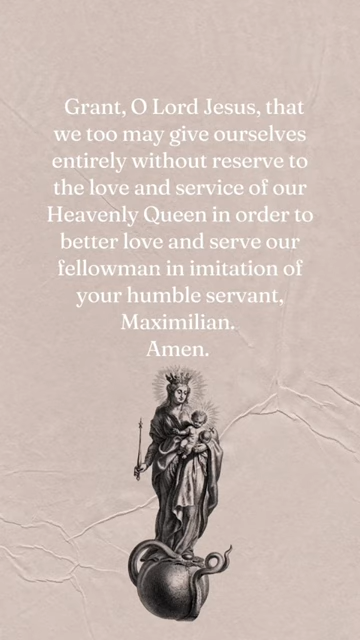 Grant, O Lord Jesus, that
we too may give ourselves
entirely without reserve to
the love and service of our
Heavenly Queen in order to
better love and serve our
fellowman in imitation of
your humble servant,
Maximilian.
Amen.